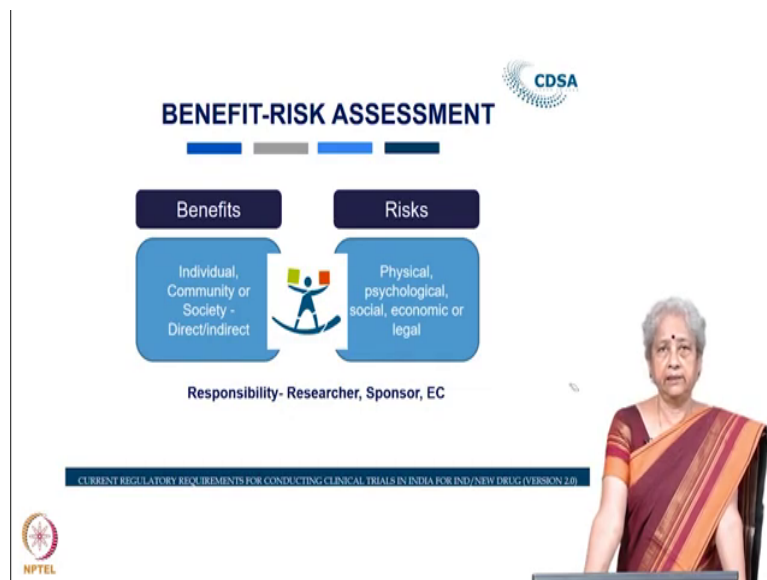 CDSA
BENEFIT-RISK ASSESSMENT
Benefits
Risks
Individual,
Community or
Society -
Direct/indirect
Physical,
psychological,
social, economic or
legal
Responsibility- Researcher, Sponsor, EC
CURRENT REGULATORY REQUIREMENTS FOR CONDUCTING CLINICAL TRIALS IN INDIA FOR IND/NEW DRUG (VERSION 2.0)
NPTEL